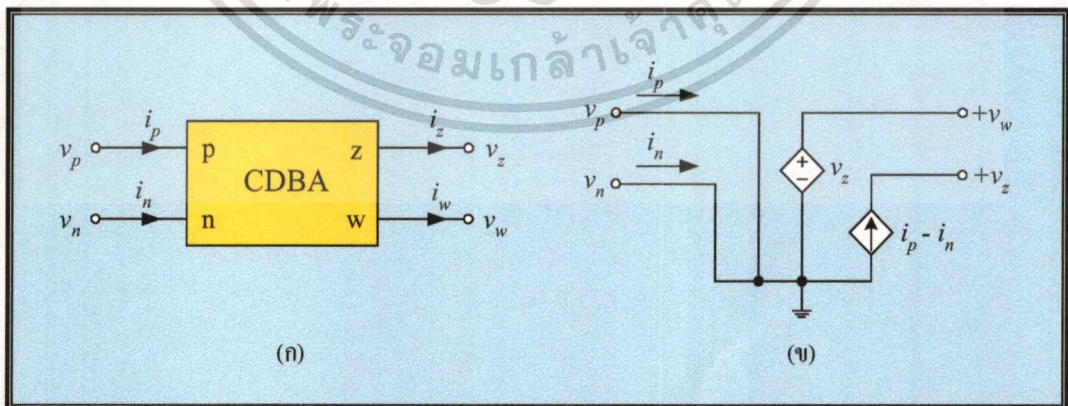 พระจอมเกล้าเจ้าคุณ
i_p
v_p
p
i_n
v_n
n
CDBA
z
w
i_z
v_z
i_w
v_w
(ก)
i_p
v_p
i_n
v_n
+
−
v_z
+v_w
+v_z
i_p - i_n
(ข)